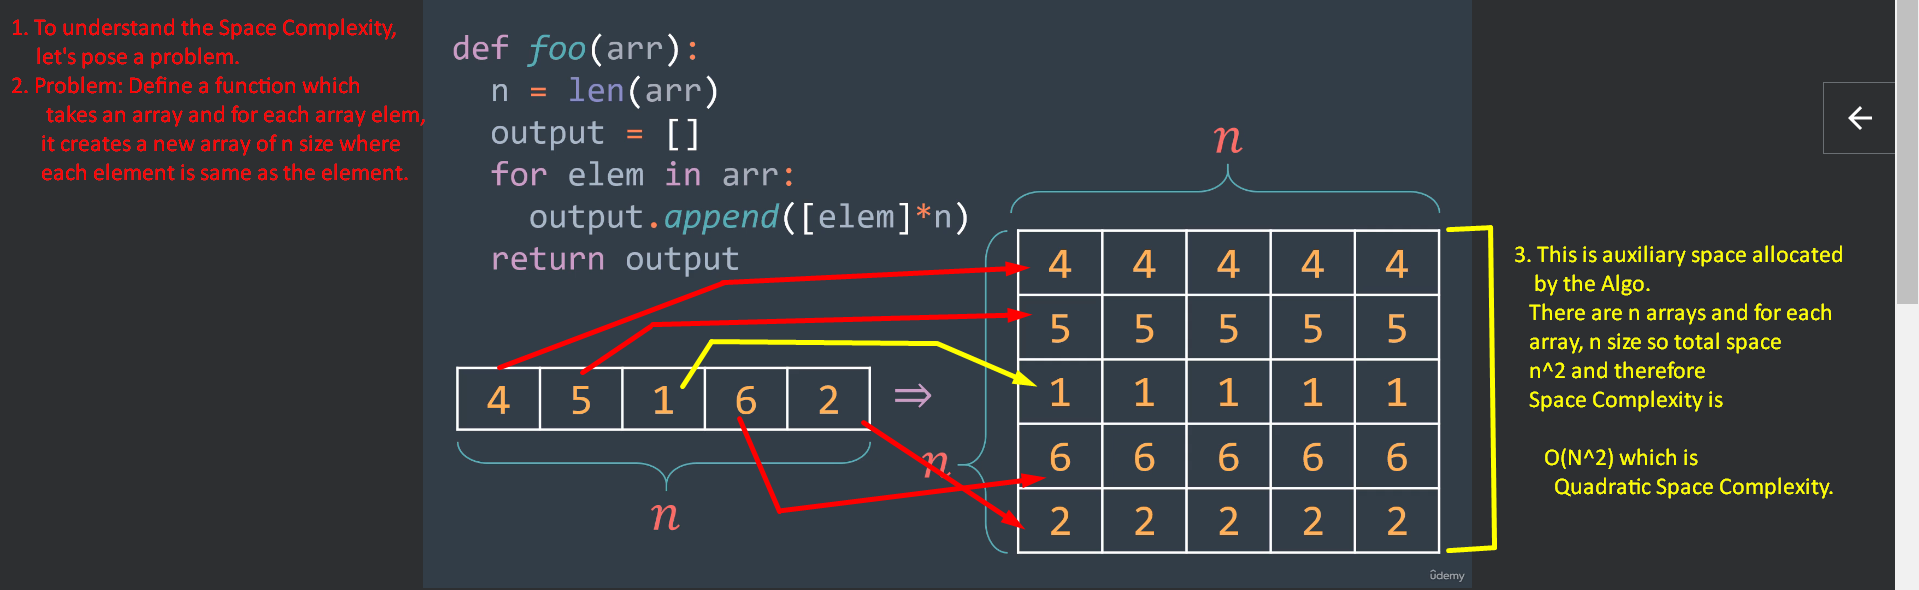 1. To understand the Space Complexity,
let's pose a problem.
2. Problem: Define a function which
takes an array and for each array elem,
it creates a new array of n size where
each element is same as the element.
def foo(arr):
n = len(arr)
output = []
for elem in arr:
output.append([elem]*n)
return output
n
4 5 1 6 2
n
⇒
n
4 4 4 4 4
5 5 5 5 5
1 1 1 1 1
6 6 6 6 6
2 2 2 2 2
3. This is auxiliary space allocated
by the Algo.
There are n arrays and for each
array, n size so total space
n^2 and therefore
Space Complexity is
O(N^2) which is
Quadratic Space Complexity.
ûdemy